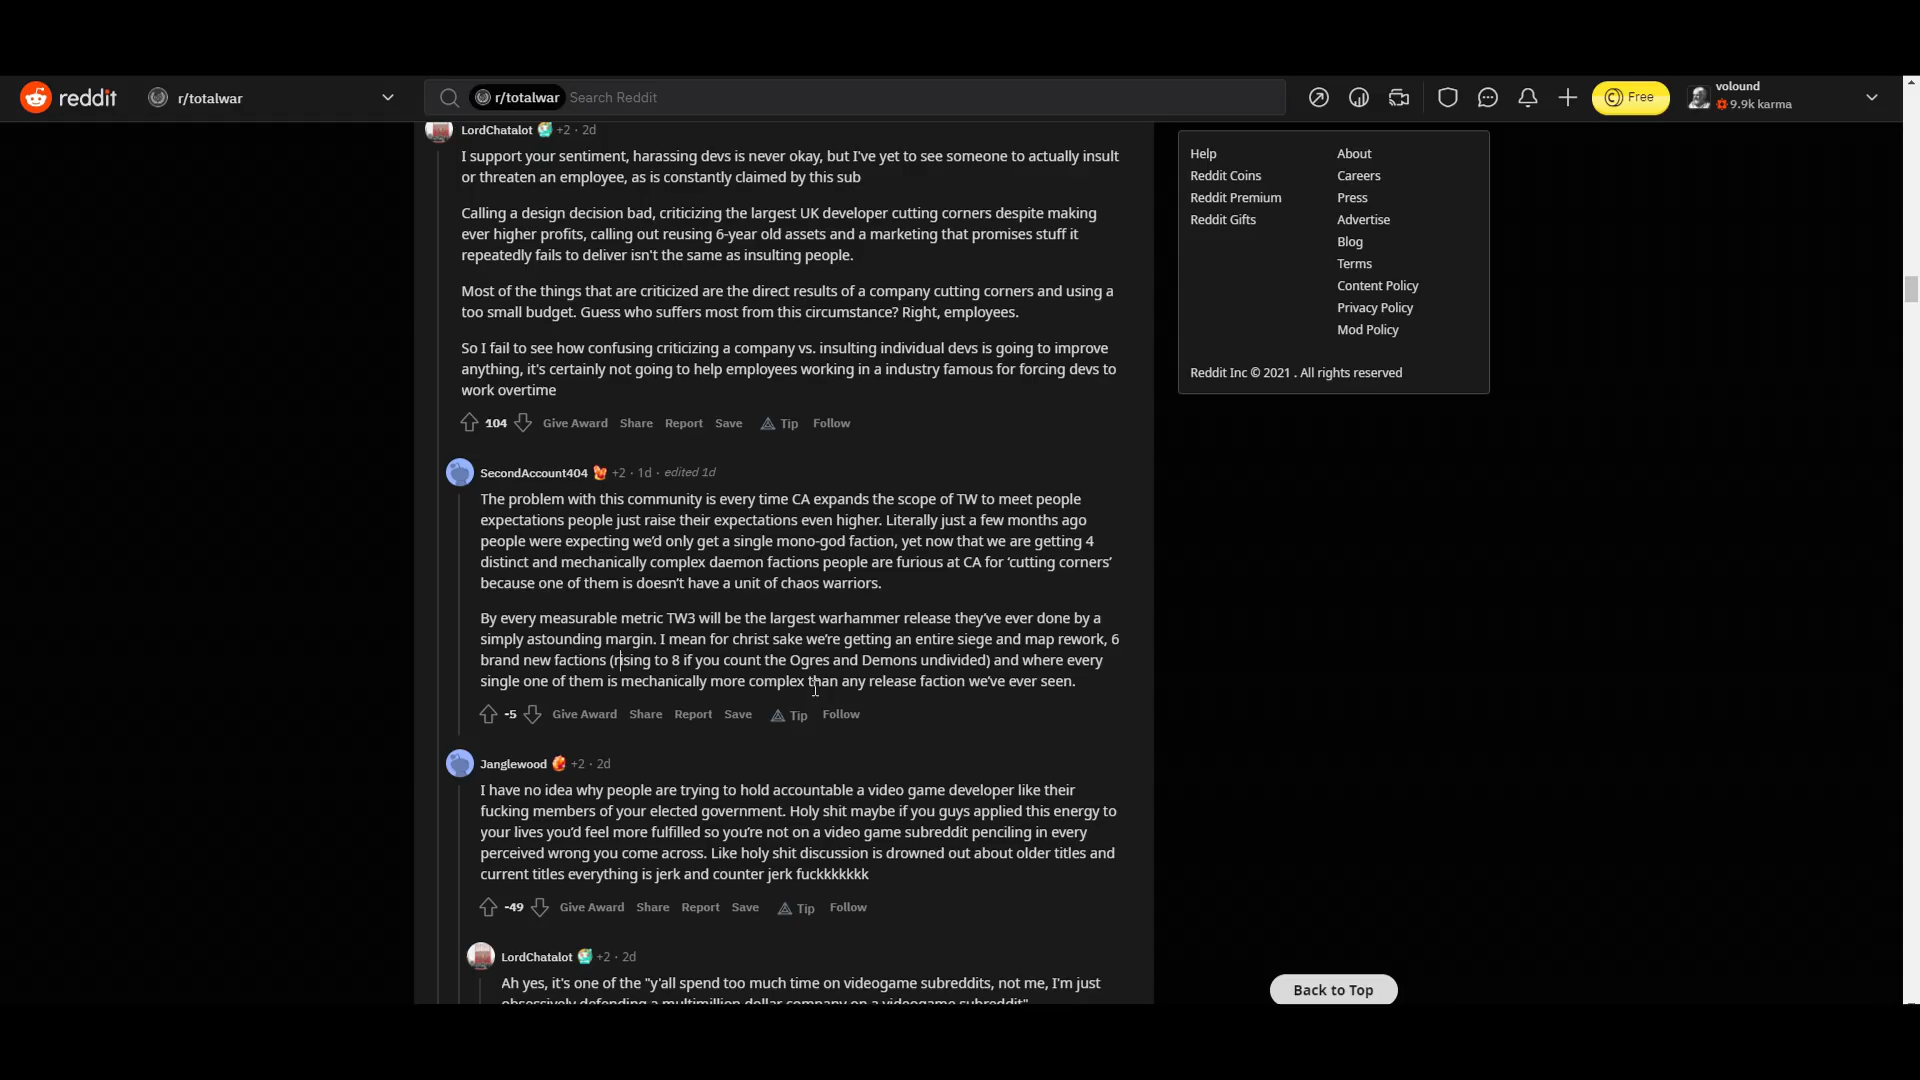 reddit r/totalwar r/totalwar Search Reddit Free volound 9.9k karma
LordChatalot +2 · 2d
I support your sentiment, harassing devs is never okay, but I've yet to see someone to actually insult
or threaten an employee, as is constantly claimed by this sub
Calling a design decision bad, criticizing the largest UK developer cutting corners despite making
ever higher profits, calling out reusing 6-year old assets and a marketing that promises stuff it
repeatedly fails to deliver isn't the same as insulting people.
Most of the things that are criticized are the direct results of a company cutting corners and using a
too small budget. Guess who suffers most from this circumstance? Right, employees.
So I fail to see how confusing criticizing a company vs. insulting individual devs is going to improve
anything, it's certainly not going to help employees working in a industry famous for forcing devs to
work overtime
104 Give Award Share Report Save Tip Follow
SecondAccount404 +2 · 1d · edited 1d
The problem with this community is every time CA expands the scope of TW to meet people
expectations people just raise their expectations even higher. Literally just a few months ago
people were expecting we’d only get a single mono-god faction, yet now that we are getting 4
distinct and mechanically complex daemon factions people are furious at CA for ‘cutting corners’
because one of them is doesn’t have a unit of chaos warriors.
By every measurable metric TW3 will be the largest warhammer release they’ve ever done by a
simply astounding margin. I mean for christ sake we’re getting an entire siege and map rework, 6
brand new factions (rising to 8 if you count the Ogres and Demons undivided) and where every
single one of them is mechanically more complex than any release faction we’ve ever seen.
-5 Give Award Share Report Save Tip Follow
Janglewood +2 · 2d
I have no idea why people are trying to hold accountable a video game developer like their
fucking members of your elected government. Holy shit maybe if you guys applied this energy to
your lives you’d feel more fulfilled so you’re not on a video game subreddit penciling in every
perceived wrong you come across. Like holy shit discussion is drowned out about older titles and
current titles everything is jerk and counter jerk fuckkkkkkk
-49 Give Award Share Report Save Tip Follow
LordChatalot +2 · 2d
Ah yes, it's one of the "y'all spend too much time on videogame subreddits, not me, I'm just
obsessively defending a multimillion dollar company on a videogame subreddit"
Help About
Reddit Coins Careers
Reddit Premium Press
Reddit Gifts Advertise
Blog
Terms
Content Policy
Privacy Policy
Mod Policy
Reddit Inc © 2021 . All rights reserved
Back to Top